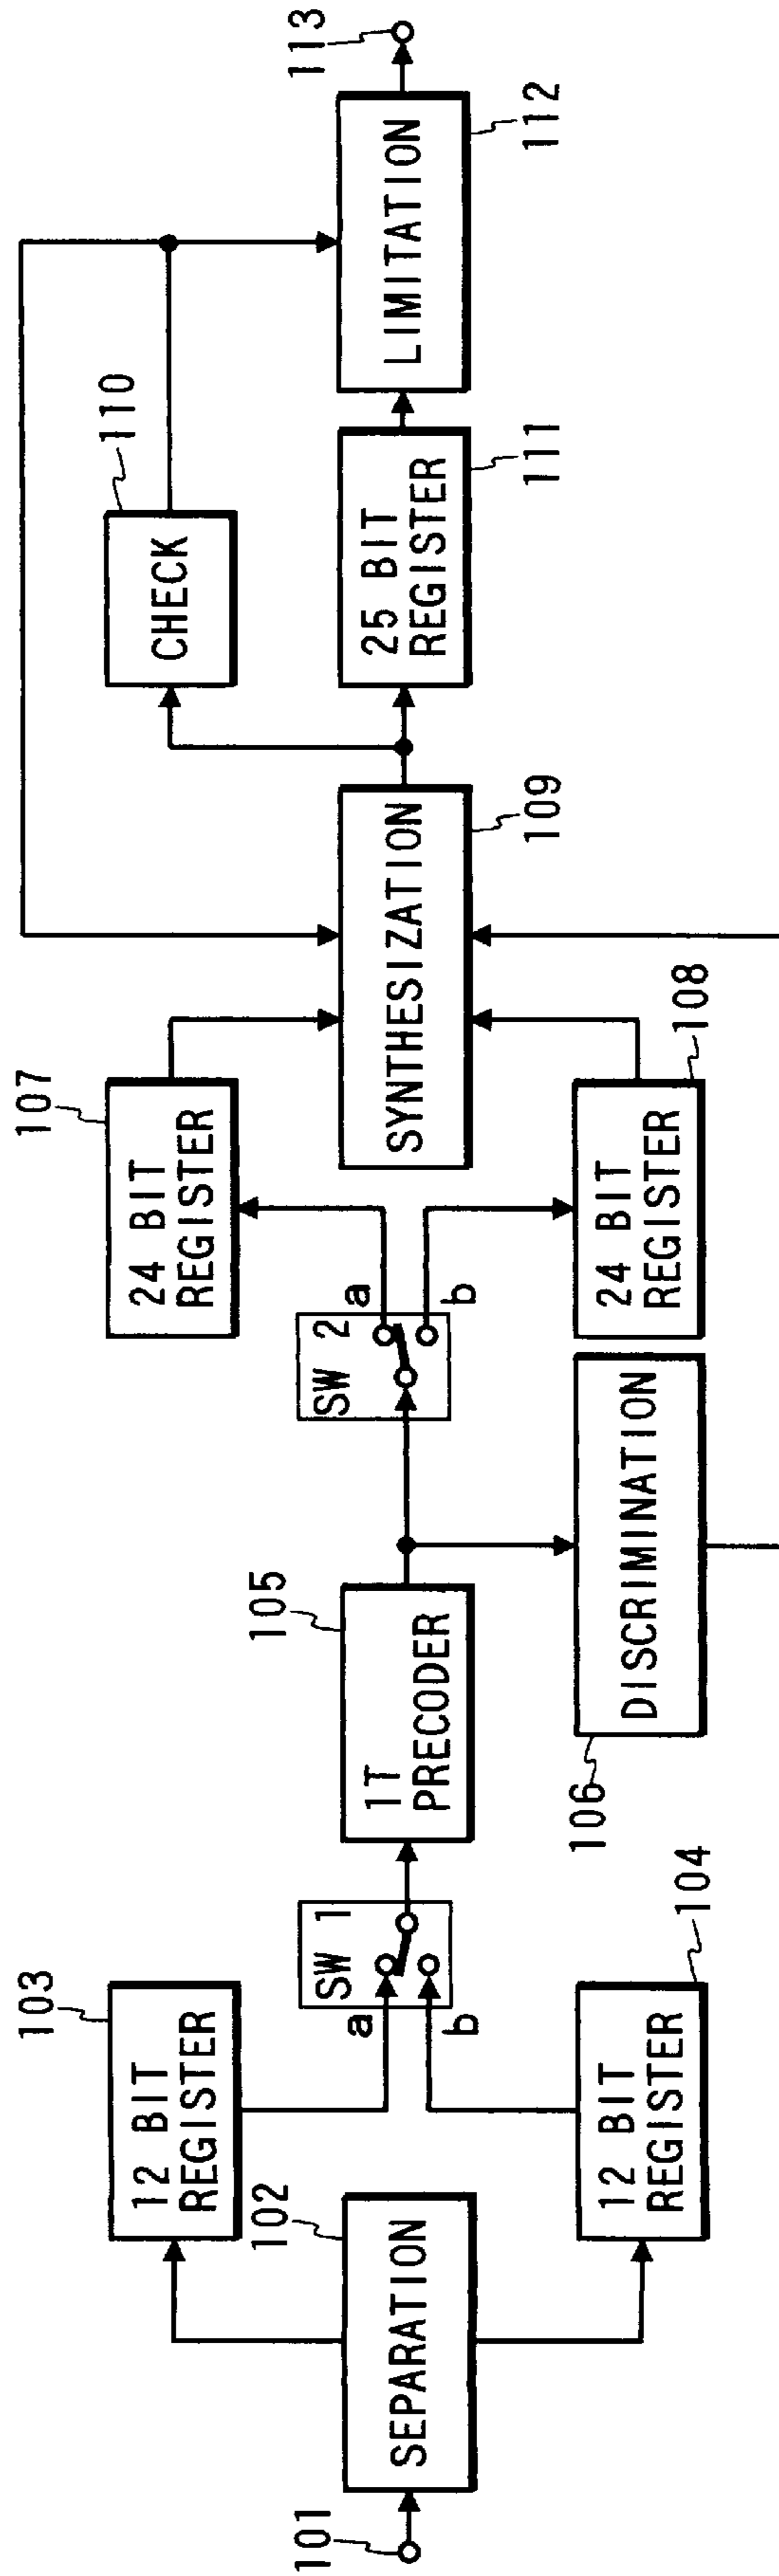 101
SEPARATION
102
12 BIT
REGISTER
103
12 BIT
REGISTER
104
SW 1
a
b
1T
PRECODER
105
DISCRIMINATION
106
SW 2
a
b
24 BIT
REGISTER
107
24 BIT
REGISTER
108
SYNTHESIZATION
109
CHECK
110
25 BIT
REGISTER
111
LIMITATION
112
113